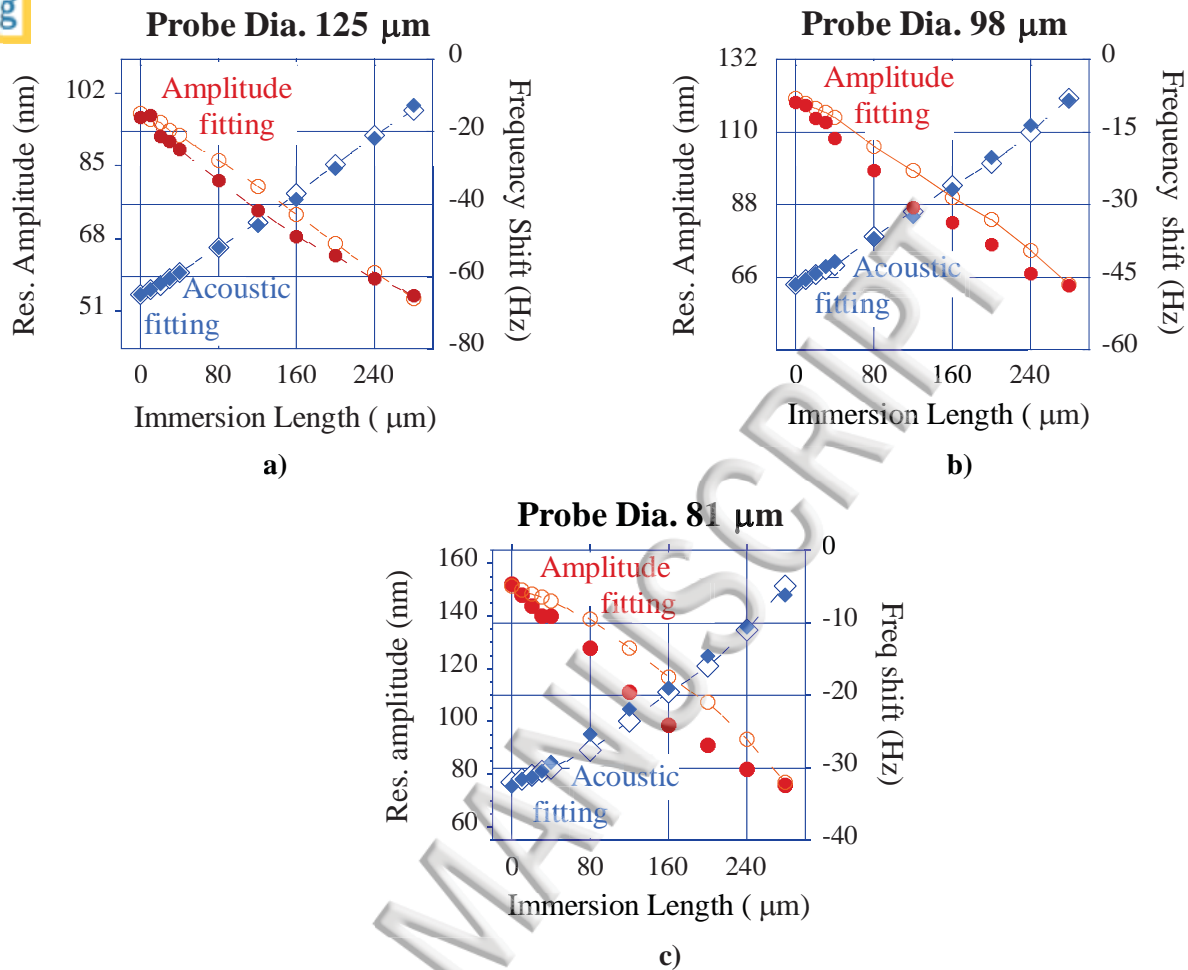 g
Probe Dia. 125 μm
Res. Amplitude (nm)
102
85
68
51
Amplitude
fitting
Acoustic
fitting
0
-20
-40
-60
-80
Frequency Shift (Hz)
0 80 160 240
Immersion Length ( μm)
a)
Probe Dia. 98 μm
Res. Amplitude (nm)
132
110
88
66
Amplitude
fitting
Acoustic
fitting
0
-15
-30
-45
-60
Frequency shift (Hz)
0 80 160 240
Immersion Length ( μm)
b)
Probe Dia. 81 μm
Res. amplitude (nm)
160
140
120
100
80
60
Amplitude
fitting
Acoustic
fitting
0
-10
-20
-30
-40
Freq shift (Hz)
0 80 160 240
Immersion Length ( μm)
c)
MANUSCRIPT